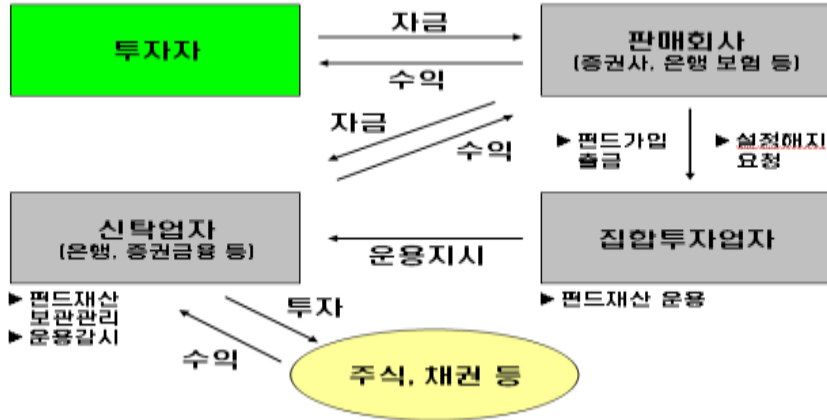 투자자
자금
수익
판매회사
(증권사, 은행 보험 등)
자금
수익
▶ 펀드가입
출금
▶ 설정해지
요청
신탁업자
(은행, 증권금융 등)
운용지시
집합투자업자
▶ 펀드재산
보관관리
▶ 운용감시
투자
수익
▶ 펀드재산 운용
주식, 채권 등